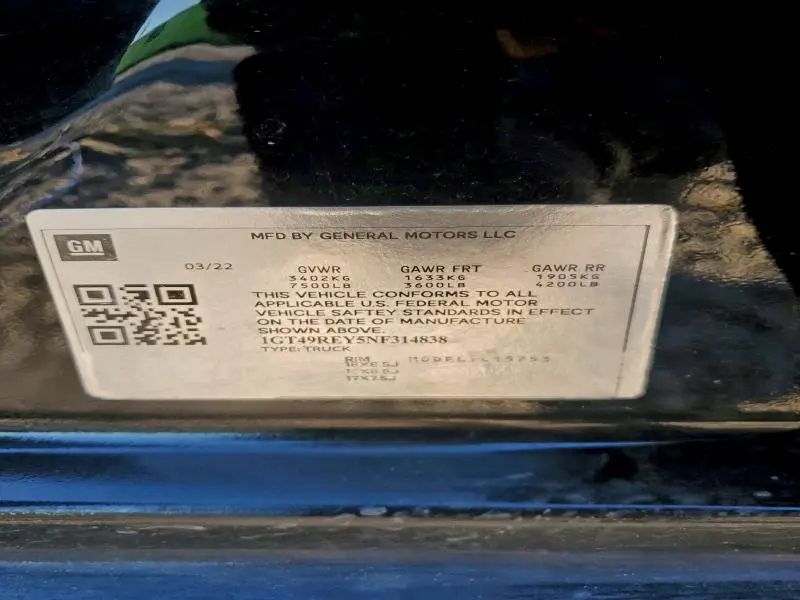 GM
MFD BY GENERAL MOTORS LLC
03/22 GVWR GAWR FRT GAWR RR
3402KG 1633KG 1905KG
7500LB 3600LB 4200LB
THIS VEHICLE CONFORMS TO ALL
APPLICABLE U.S. FEDERAL MOTOR
VEHICLE SAFTEY STANDARDS IN EFFECT
ON THE DATE OF MANUFACTURE
SHOWN ABOVE.
1GT49REY5NF314838
TYPE: TRUCK
RIM
17X7.5J